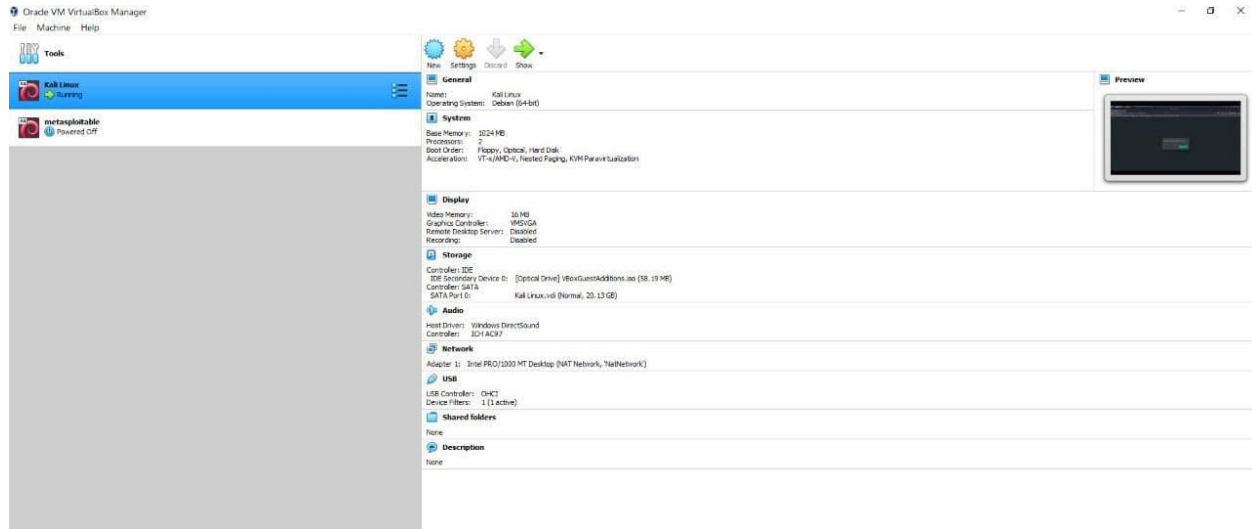 Oracle VM VirtualBox Manager
File Machine Help
Tools
Kali Linux
Running
metasploitable
Powered Off
New Settings Discard Show
General
Name: Kali Linux
Operating System: Debian (64-bit)
System
Base Memory: 1024 MB
Processors: 2
Boot Order: Floppy, Optical, Hard Disk
Acceleration: VT-x/AMD-V, Nested Paging, KVM Paravirtualization
Preview
Display
Video Memory: 16 MB
Graphics Controller: VMSVGA
Remote Desktop Server: Disabled
Recording: Disabled
Storage
Controller: IDE
IDE Secondary Device 0: [Optical Drive] VBoxGuestAdditions.iso (58.19 MB)
Controller: SATA
SATA Port 0: Kali Linux.vdi (Normal, 20.13 GB)
Audio
Host Driver: Windows DirectSound
Controller: ICH AC97
Network
Adapter 1: Intel PRO/1000 MT Desktop (NAT Network, 'NatNetwork')
USB
USB Controller: OHCI
Device Filters: 1 (1 active)
Shared folders
None
Description
None